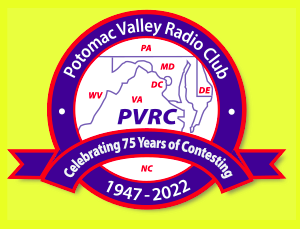 Potomac Valley Radio Club
PA
MD
DC
DE
WV
VA
PVRC
Celebrating 75 Years of Contesting
NC
1947-2022